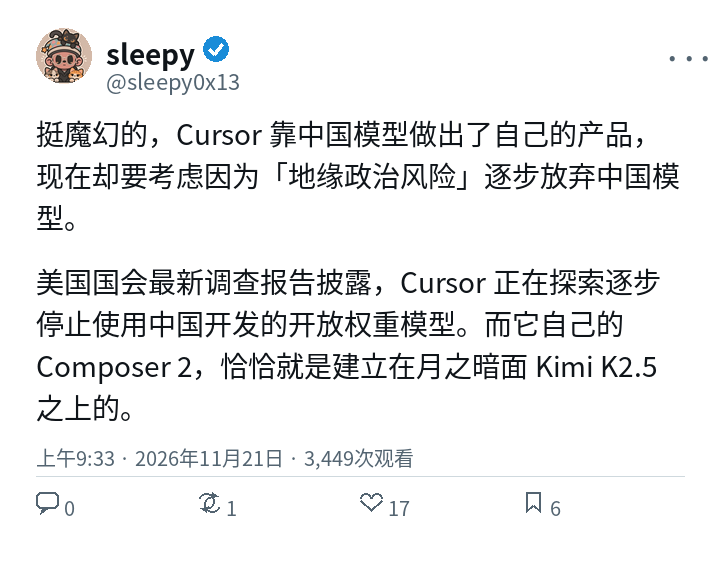 sleepy
@sleepy0x13
挺魔幻的，Cursor 靠中国模型做出了自己的产品，
现在却要考虑因为「地缘政治风险」逐步放弃中国模
型。
美国国会最新调查报告披露，Cursor 正在探索逐步
停止使用中国开发的开放权重模型。而它自己的
Composer 2，恰恰就是建立在月之暗面 Kimi K2.5
之上的。
上午9:33 · 2026年11月21日 · 3,449次观看
0 1 17 6